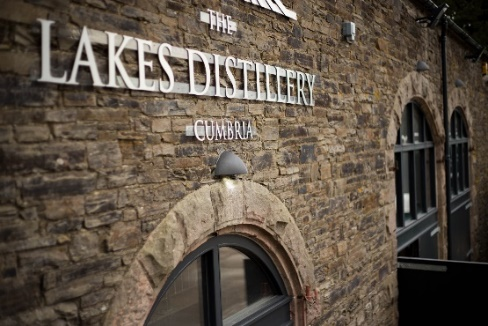 THE
LAKES DISTILLERY
CUMBRIA